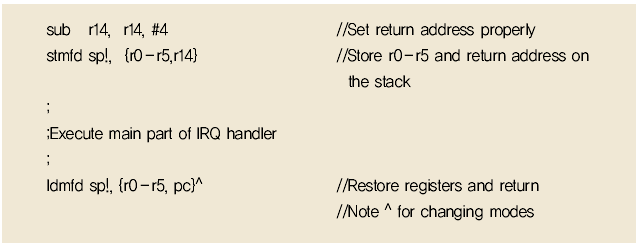 sub r14, r14, #4 //Set return address properly
stmfd sp!, {r0-r5,r14} //Store r0-r5 and return address on
the stack
;
;Execute main part of IRQ handler
;
ldmfd sp!, {r0-r5, pc}^ //Restore registers and return
//Note ^ for changing modes